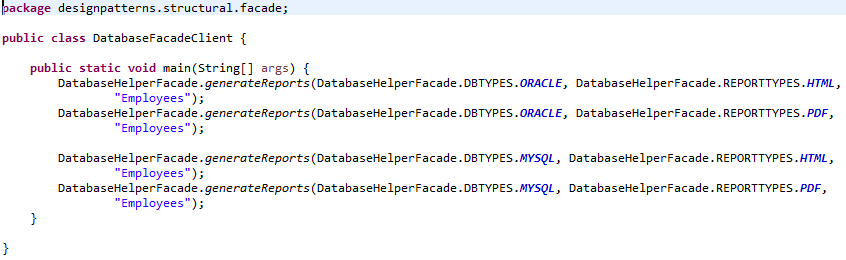 package designpatterns.structural.facade;
public class DatabaseFacadeClient {
public static void main(String[] args) {
DatabaseHelperFacade.generateReports(DatabaseHelperFacade.DBTYPES.ORACLE, DatabaseHelperFacade.REPORTTYPES.HTML,
"Employees");
DatabaseHelperFacade.generateReports(DatabaseHelperFacade.DBTYPES.ORACLE, DatabaseHelperFacade.REPORTTYPES.PDF,
"Employees");
DatabaseHelperFacade.generateReports(DatabaseHelperFacade.DBTYPES.MYSQL, DatabaseHelperFacade.REPORTTYPES.HTML,
"Employees");
DatabaseHelperFacade.generateReports(DatabaseHelperFacade.DBTYPES.MYSQL, DatabaseHelperFacade.REPORTTYPES.PDF,
"Employees");
}
}